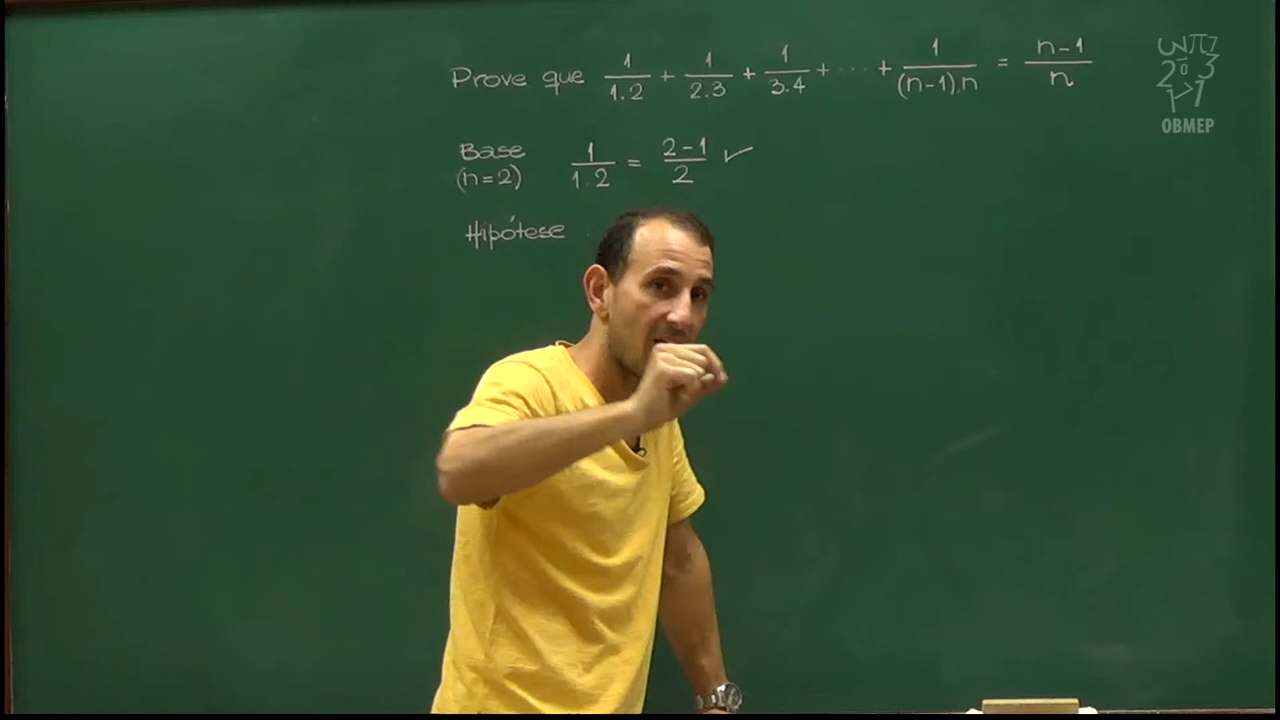 Prove que 1/1.2 + 1/2.3 + 1/3.4 + ... + 1/(n-1).n = n-1/n
Base 1/1.2 = 2-1/2 ✓
(n=2)
Hipótese
OBMEP